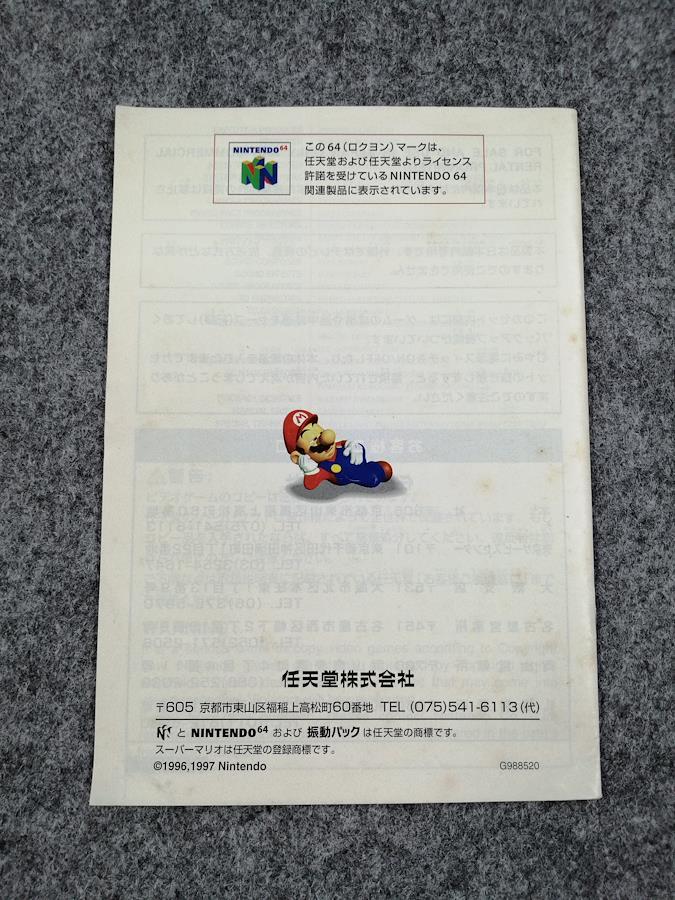 NINTENDO64
この64（ロクヨン）マークは、
任天堂および任天堂よりライセンス
許諾を受けているNINTENDO 64
関連製品に表示されています。
M
任天堂株式会社
〒605 京都市東山区福稲上高松町60番地 TEL (075)541-6113(代)
と NINTENDO64 および 振動パック は任天堂の商標です。
スーパーマリオは任天堂の登録商標です。
©1996,1997 Nintendo
G988520